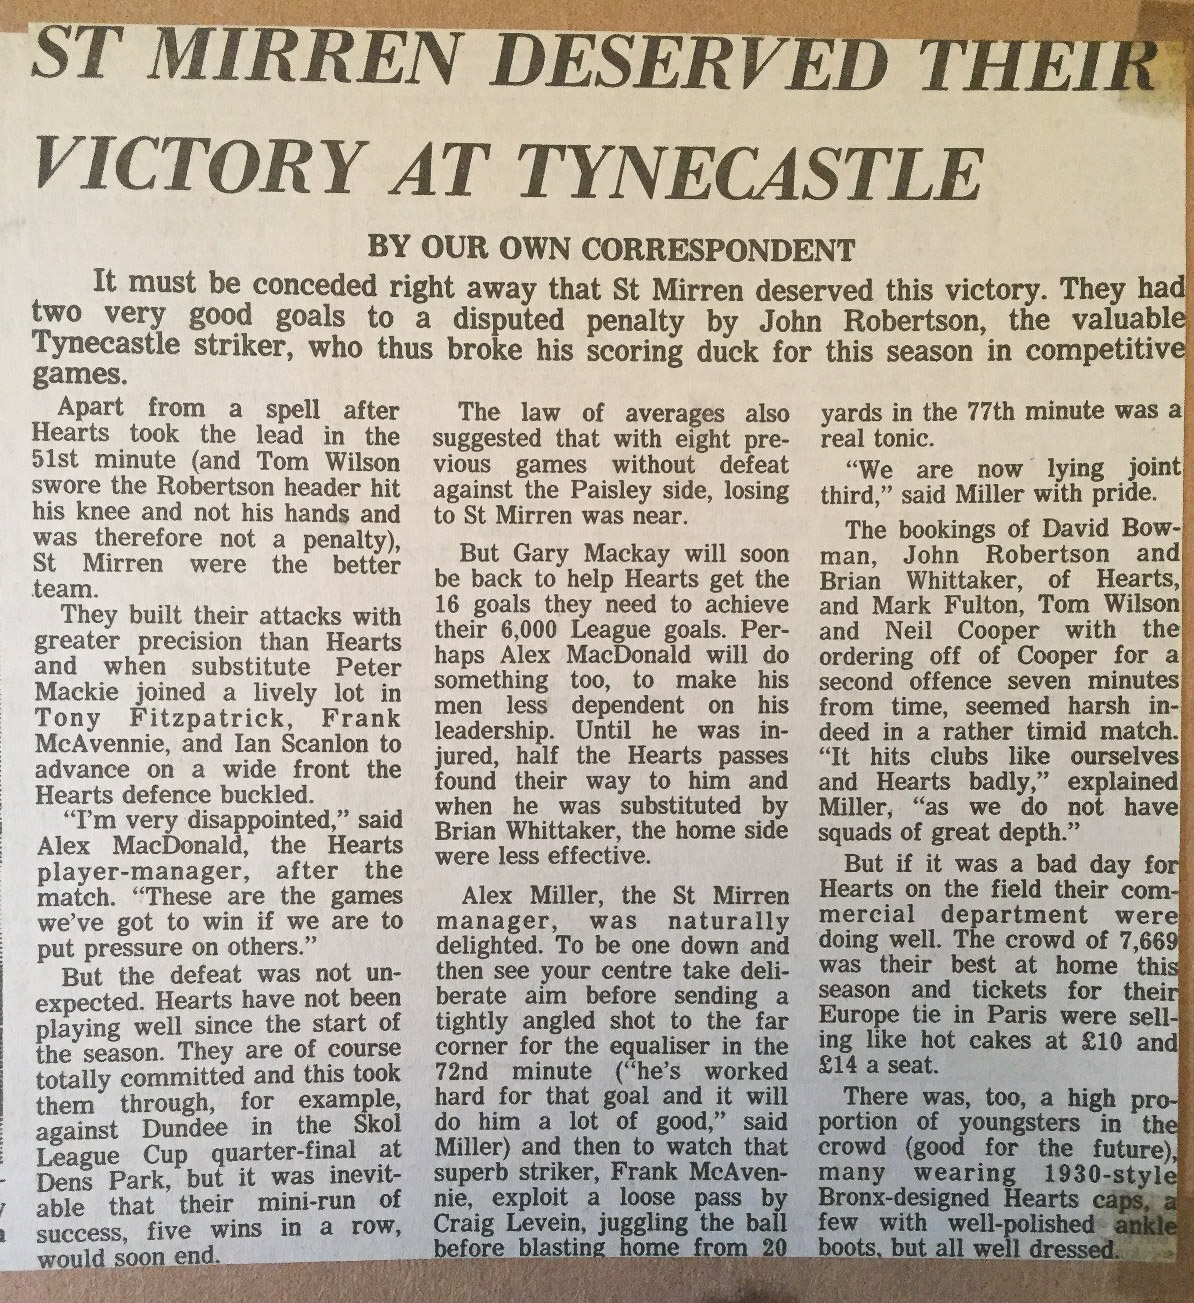 ST MIRREN DESERVED THEIR
VICTORY AT TYNECASTLE
BY OUR OWN CORRESPONDENT
It must be conceded right away that St Mirren deserved this victory. They had
two very good goals to a disputed penalty by John Robertson, the valuable
Tynecastle striker, who thus broke his scoring duck for this season in competitive
games.
Apart from a spell after
Hearts took the lead in the
51st minute (and Tom Wilson
swore the Robertson header hit
his knee and not his hands and
was therefore not a penalty),
St Mirren were the better
team.
They built their attacks with
greater precision than Hearts
and when substitute Peter
Mackie joined a lively lot in
Tony Fitzpatrick, Frank
McAvennie, and Ian Scanlon to
advance on a wide front the
Hearts defence buckled.
"I'm very disappointed," said
Alex MacDonald, the Hearts
player-manager, after the
match. "These are the games
we've got to win if we are to
put pressure on others."
But the defeat was not un-
expected. Hearts have not been
playing well since the start of
the season. They are of course
totally committed and this took
them through, for example,
against Dundee in the Skol
League Cup quarter-final at
Dens Park, but it was inevit-
able that their mini-run of
success, five wins in a row,
would soon end.
The law of averages also
suggested that with eight pre-
vious games without defeat
against the Paisley side, losing
to St Mirren was near.
But Gary Mackay will soon
be back to help Hearts get the
16 goals they need to achieve
their 6,000 League goals. Per-
haps Alex MacDonald will do
something too, to make his
men less dependent on his
leadership. Until he was in-
jured, half the Hearts passes
found their way to him and
when he was substituted by
Brian Whittaker, the home side
were less effective.
Alex Miller, the St Mirren
manager, was naturally
delighted. To be one down and
then see your centre take deli-
berate aim before sending a
tightly angled shot to the far
corner for the equaliser in the
72nd minute ("he's worked
hard for that goal and it will
do him a lot of good," said
Miller) and then to watch that
superb striker, Frank McAven-
nie, exploit a loose pass by
Craig Levein, juggling the ball
before blasting home from 20
yards in the 77th minute was a
real tonic.
"We are now lying joint
third," said Miller with pride.
The bookings of David Bow-
man, John Robertson and
Brian Whittaker, of Hearts,
and Mark Fulton, Tom Wilson
and Neil Cooper with the
ordering off of Cooper for a
second offence seven minutes
from time, seemed harsh in-
deed in a rather timid match.
"It hits clubs like ourselves
and Hearts badly," explained
Miller, "as we do not have
squads of great depth."
But if it was a bad day for
Hearts on the field their com-
mercial department were
doing well. The crowd of 7,669
was their best at home this
season and tickets for their
Europe tie in Paris were sell-
ing like hot cakes at £10 and
£14 a seat.
There was, too, a high pro-
portion of youngsters in the
crowd (good for the future),
many wearing 1930-style
Bronx-designed Hearts caps, a
few with well-polished ankle
boots, but all well dressed.